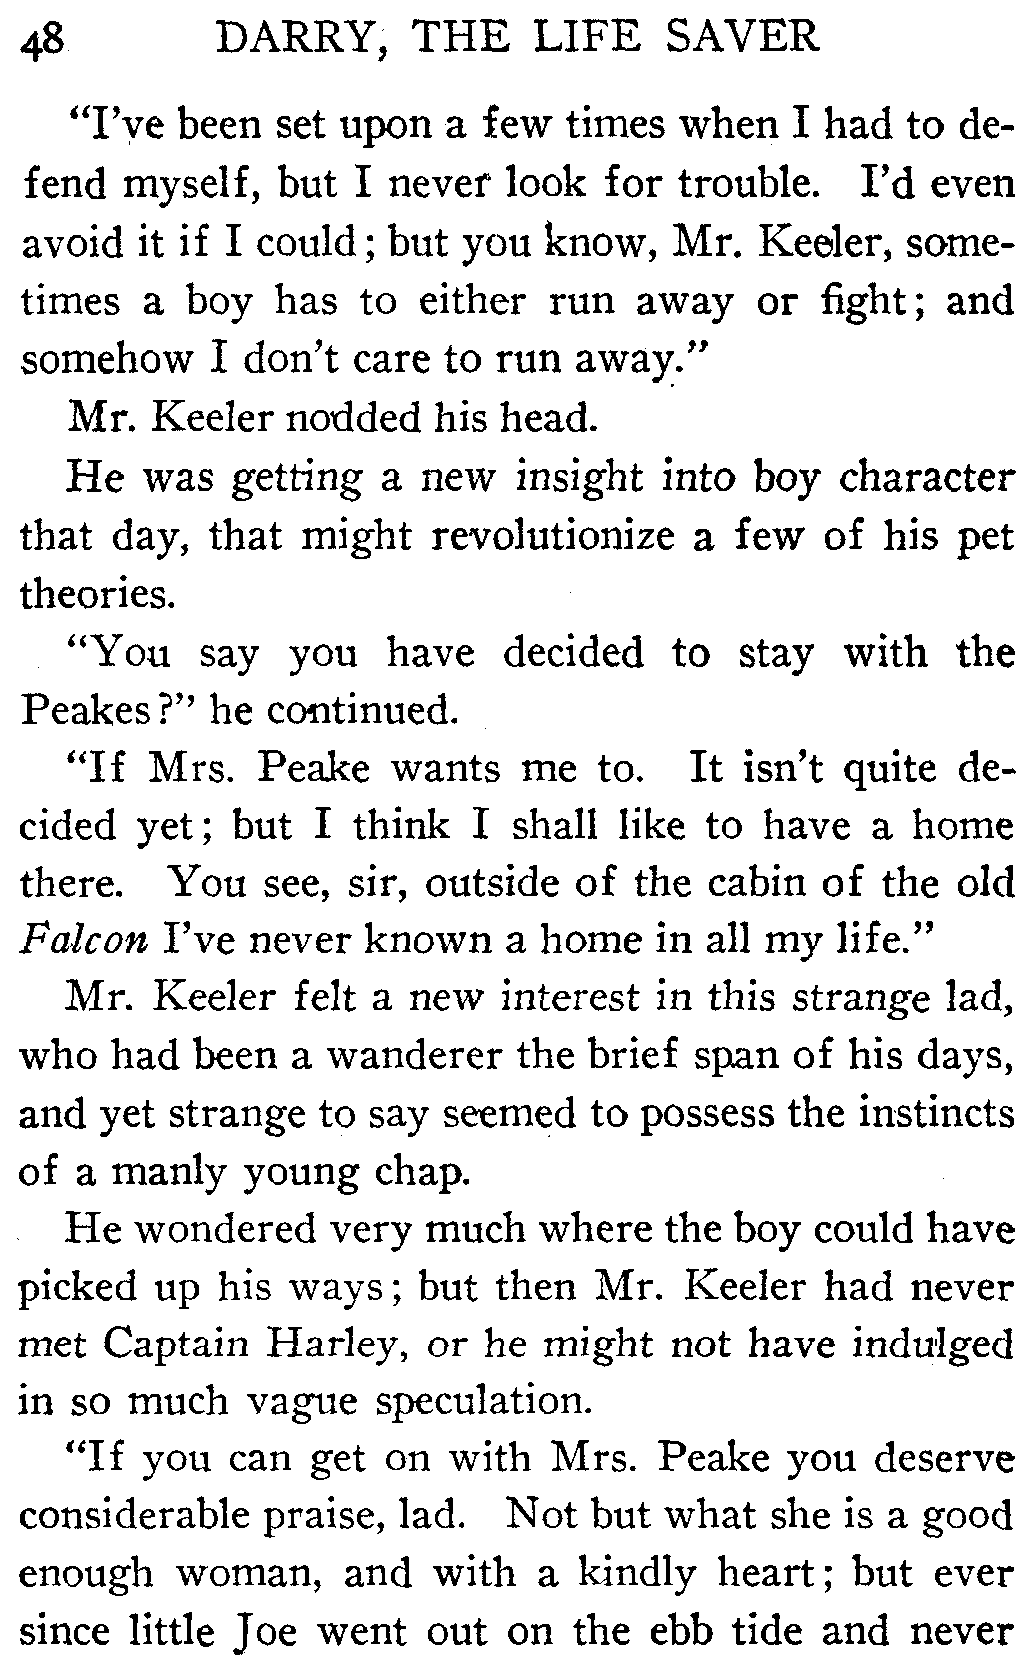 48 DARRY, THE LIFE SAVER
"I've been set upon a few times when I had to de-
fend myself, but I never look for trouble. I'd even
avoid it if I could; but you know, Mr. Keeler, some-
times a boy has to either run away or fight; and
somehow I don't care to run away."
Mr. Keeler nodded his head.
He was getting a new insight into boy character
that day, that might revolutionize a few of his pet
theories.
"You say you have decided to stay with the
Peakes?" he continued.
"If Mrs. Peake wants me to. It isn't quite de-
cided yet; but I think I shall like to have a home
there. You see, sir, outside of the cabin of the old
Falcon I've never known a home in all my life."
Mr. Keeler felt a new interest in this strange lad,
who had been a wanderer the brief span of his days,
and yet strange to say seemed to possess the instincts
of a manly young chap.
He wondered very much where the boy could have
picked up his ways; but then Mr. Keeler had never
met Captain Harley, or he might not have indulged
in so much vague speculation.
"If you can get on with Mrs. Peake you deserve
considerable praise, lad. Not but what she is a good
enough woman, and with a kindly heart; but ever
since little Joe went out on the ebb tide and never